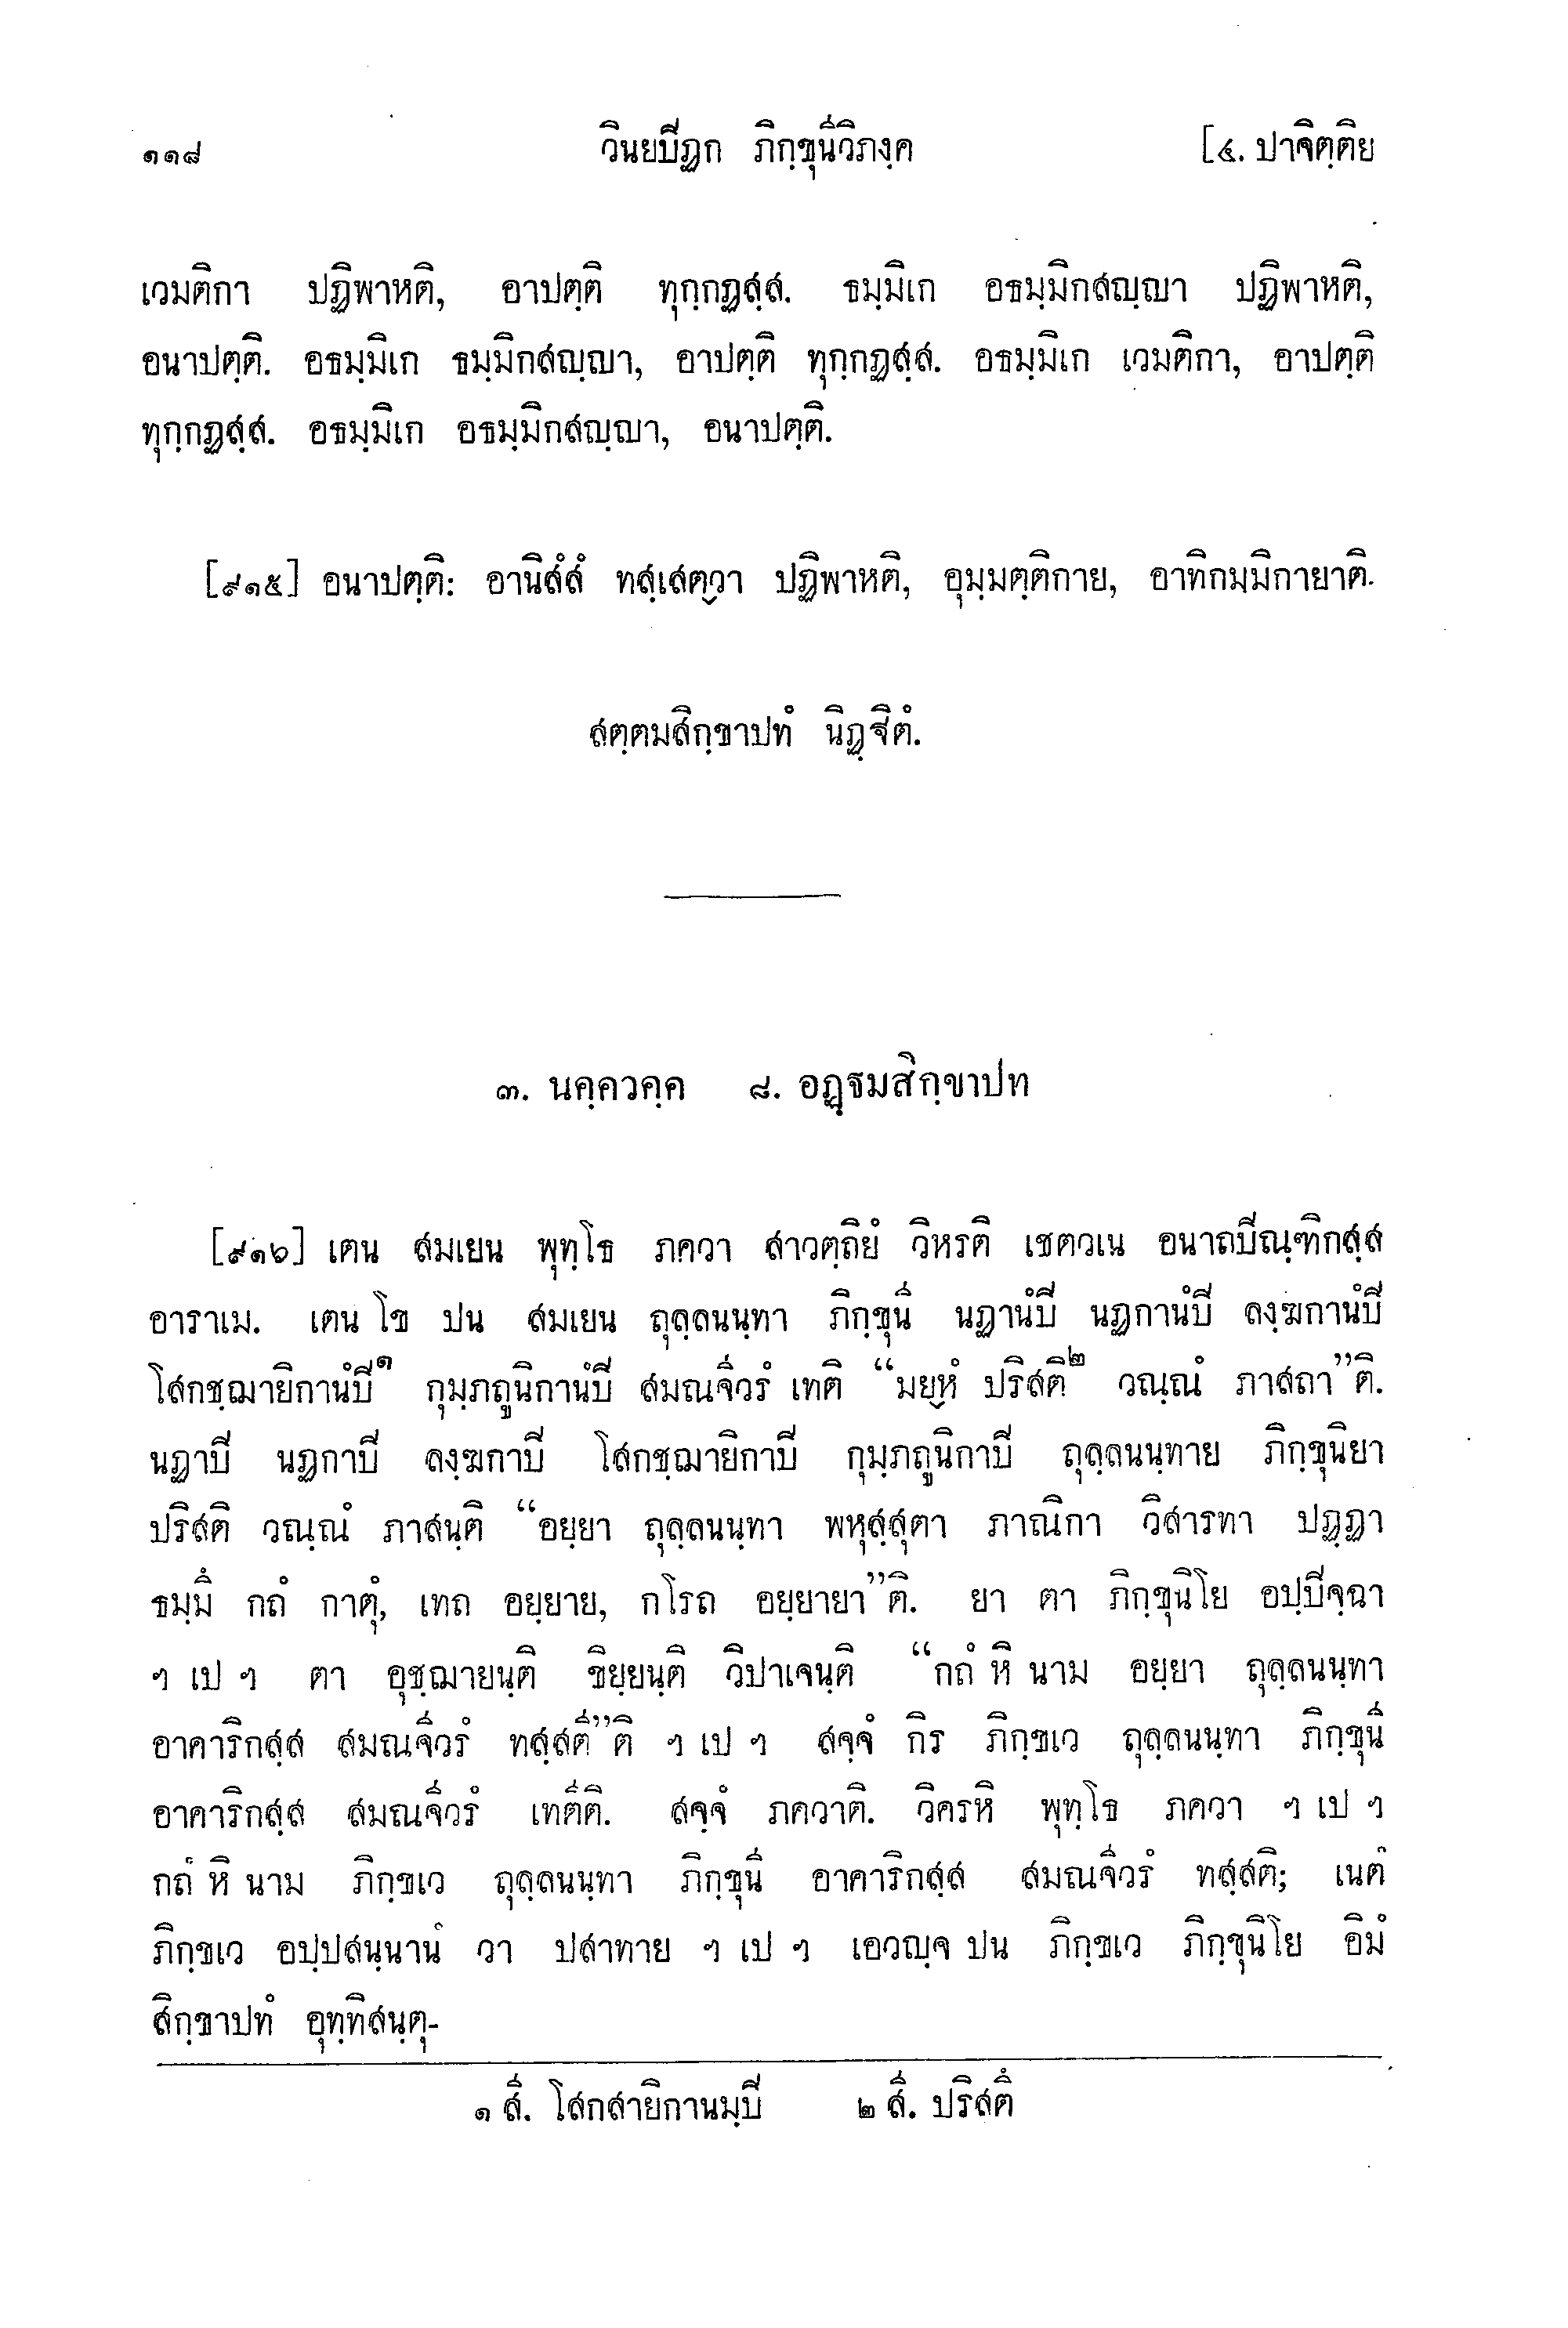 ๑๑๘ วินยปิฏก ภิกฺขุนีวิภงฺค [๔. ปาจิตฺติย
เวมติกา ปฏิพาหติ, อาปตฺติ ทุกฺกฏสฺส. ธมฺมิเก อธมฺมิกสญฺญา ปฏิพาหติ,
อนาปตฺติ. อธมฺมิเก ธมฺมิกสญฺญา, อาปตฺติ ทุกฺกฏสฺส. อธมฺมิเก เวมติกา, อาปตฺติ
ทุกฺกฏสฺส. อธมฺมิเก อธมฺมิกสญฺญา, อนาปตฺติ.
[๙๑๕] อนาปตฺติ: อานิสํสํ ทสฺเสตฺวา ปฏิพาหติ, อุมฺมตฺติกาย, อาทิกมฺมิกายาติ.
สตฺตมสิกฺขาปทํ นิฏฺฐิตํ.
๓. นคฺควคฺค ๘. อฏฺฐมสิกฺขาปท
[๙๑๖] เตน สมเยน พุทฺโธ ภควา สาวตฺถิยํ วิหรติ เชตวเน อนาถปิณฺฑิกสฺส
อาราเม. เตน โข ปน สมเยน ถุลฺลนนฺทา ภิกฺขุนี นฏานํปิ นฏกานํปิ ลงฺฆกานํปิ
โสกชฺฌายิกานํปิ๑ กุมฺภถูนิกานํปิ สมณจีวรํ เทติ “มยฺหํ ปริสติ๒ วณฺณํ ภาสถา”ติ.
นฏาปิ นฏกาปิ ลงฺฆกาปิ โสกชฺฌายิกาปิ กุมฺภถูนิกาปิ ถุลฺลนนฺทาย ภิกฺขุนิยา
ปริสติ วณฺณํ ภาสนฺติ “อยฺยา ถุลฺลนนฺทา พหุสฺสุตา ภาณิกา วิสารทา ปฏฺฏา
ธมฺมึ กถํ กาตุํ, เทถ อยฺยาย, กโรถ อยฺยายา”ติ. ยา ตา ภิกฺขุนิโย อปฺปิจฺฉา
ฯ เป ฯ ตา อุชฺฌายนฺติ ขิยฺยนฺติ วิปาเจนฺติ “กถํ หิ นาม อยฺยา ถุลฺลนนฺทา
อาคาริกสฺส สมณจีวรํ ทสฺสตี”ติ ฯ เป ฯ สจฺจํ กิร ภิกฺขเว ถุลฺลนนฺทา ภิกฺขุนี
อาคาริกสฺส สมณจีวรํ เทตีติ. สจฺจํ ภควาติ. วิครหิ พุทฺโธ ภควา ฯ เป ฯ
กถํ หิ นาม ภิกฺขเว ถุลฺลนนฺทา ภิกฺขุนี อาคาริกสฺส สมณจีวรํ ทสฺสติ; เนตํ
ภิกฺขเว อปฺปสนฺนานํ วา ปสาทาย ฯ เป ฯ เอวญฺจ ปน ภิกฺขเว ภิกฺขุนิโย อิมํ
สิกฺขาปทํ อุทฺทิสนฺตุ-
๑ สี. โสกสายิกานมฺปิ ๒ สี. ปริสตึ